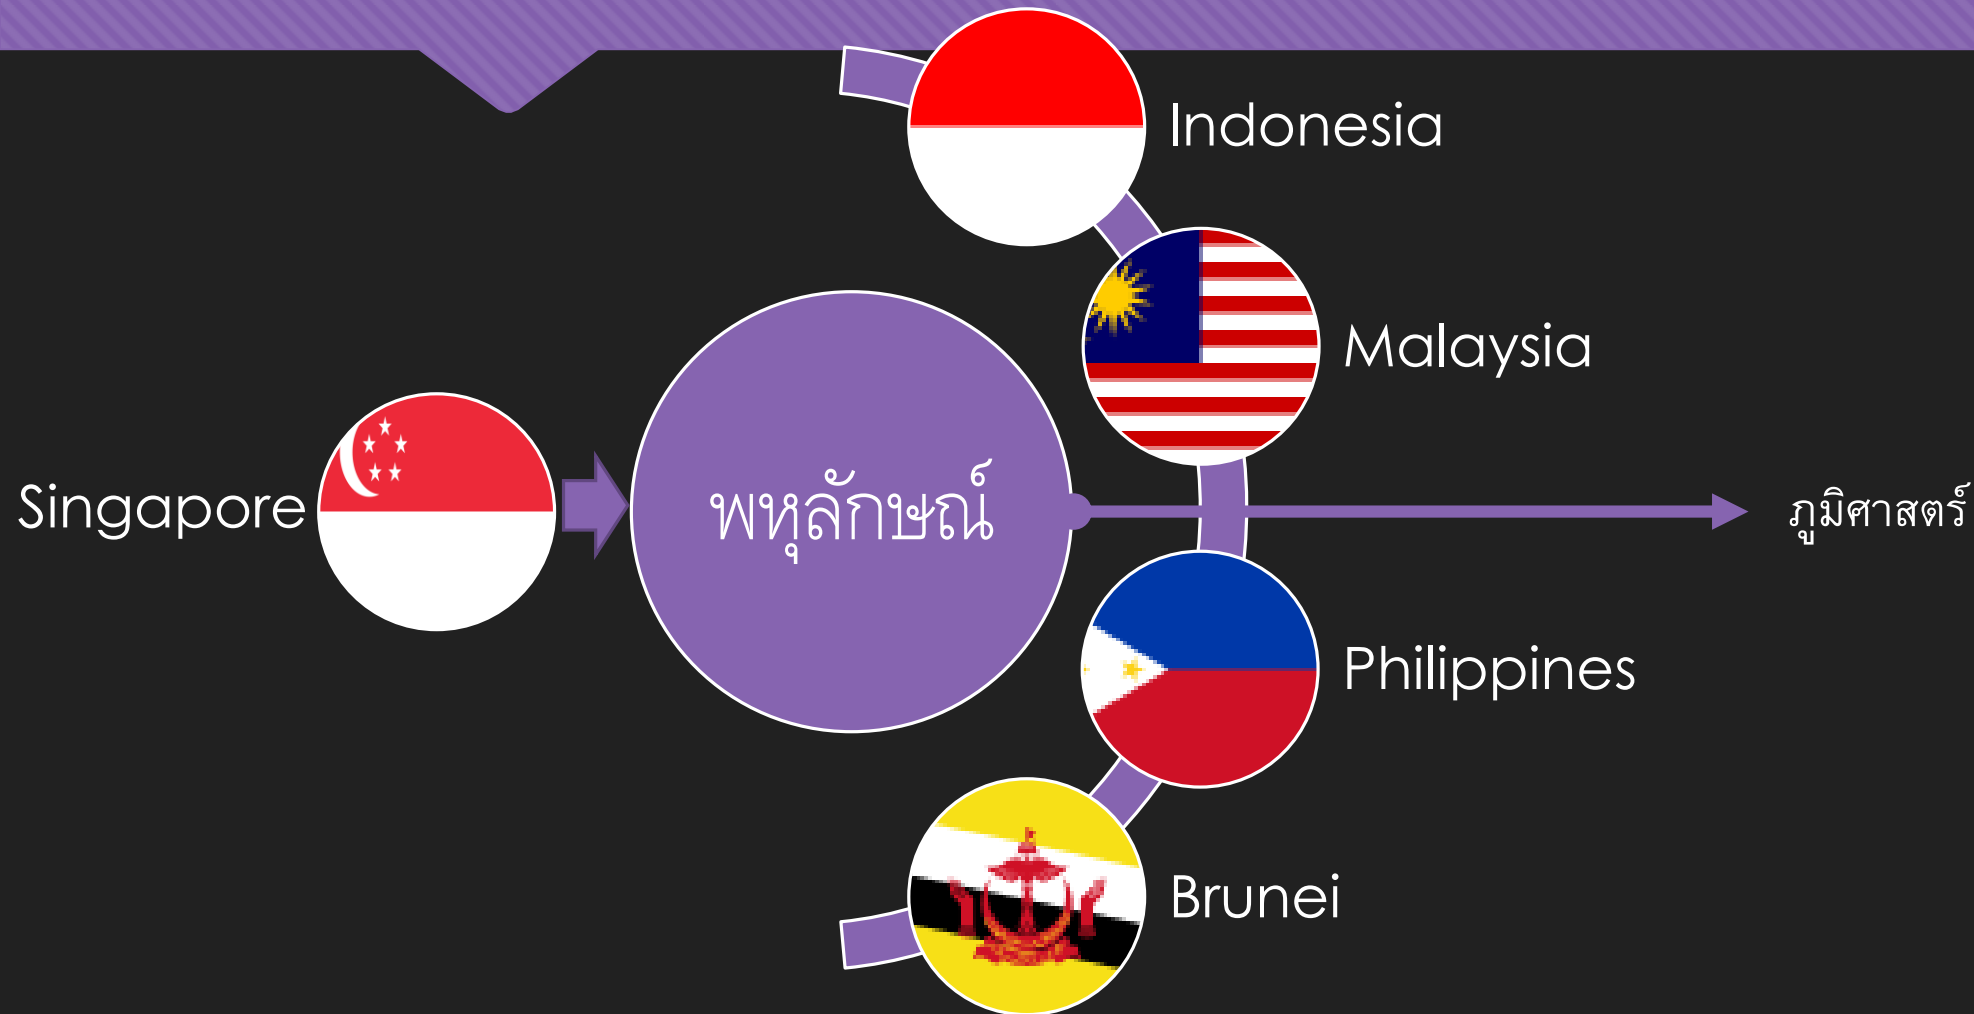 Indonesia
Malaysia
Singapore
พหุลักษณ์
ภูมิศาสตร์
Philippines
Brunei